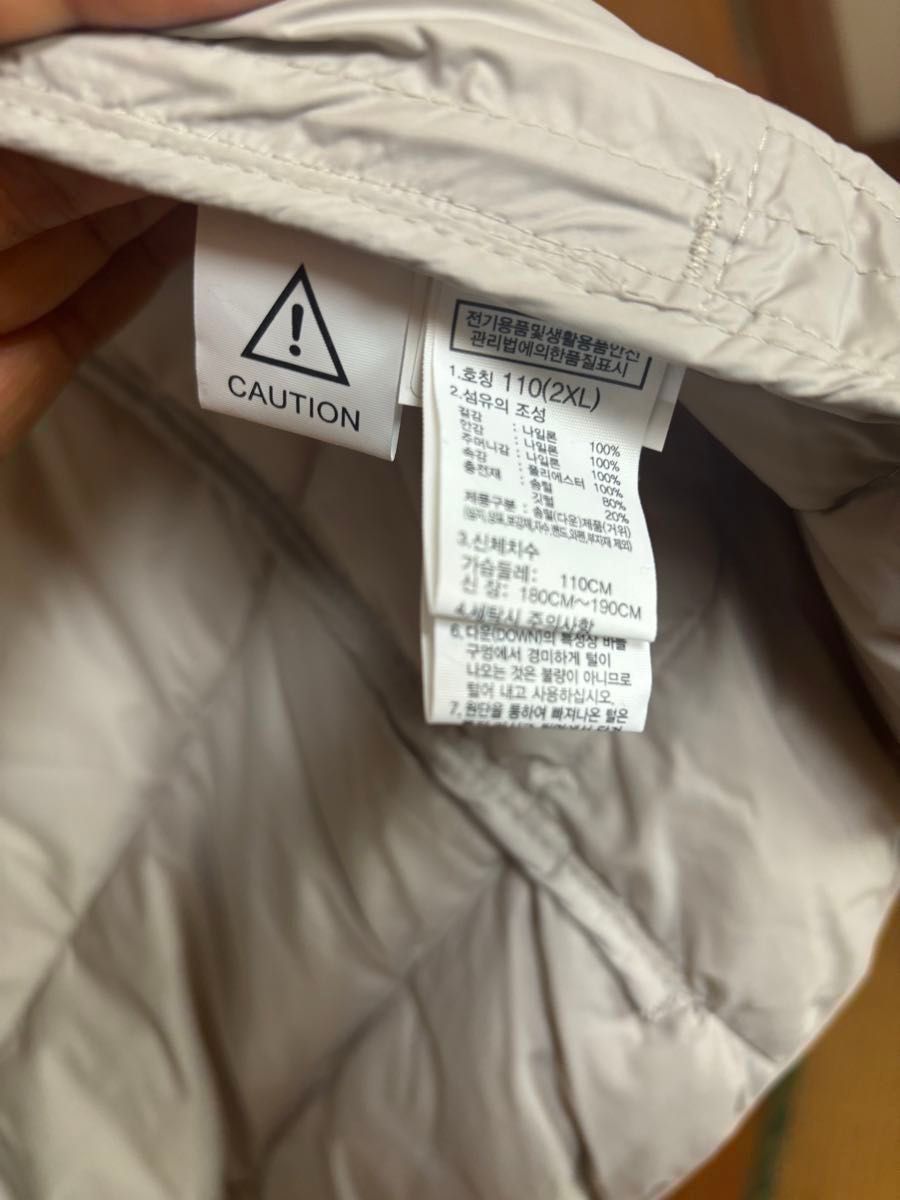 CAUTION
전기용품및생활용품안전
관리법에의한품질표시
1.호칭 110(2XL)
2.섬유의 조성
겉감 : 나일론 100%
안감 : 나일론 100%
주머니감 : 나일론 100%
속감 : 폴리에스터 100%
충전재 : 솜털 80%
깃털 20%
제품구분 : 솜털(다운)제품(거위)
3.신체치수
가슴둘레: 110CM
신 장: 180CM~190CM
4.세탁시 주의사항
6.다운(DOWN)의 특성상 바늘
구멍에서 경미하게 털이
나오는 것은 불량이 아니므로
털어 내고 사용하십시오.
7.원단을 통하여 빠져나온 털은